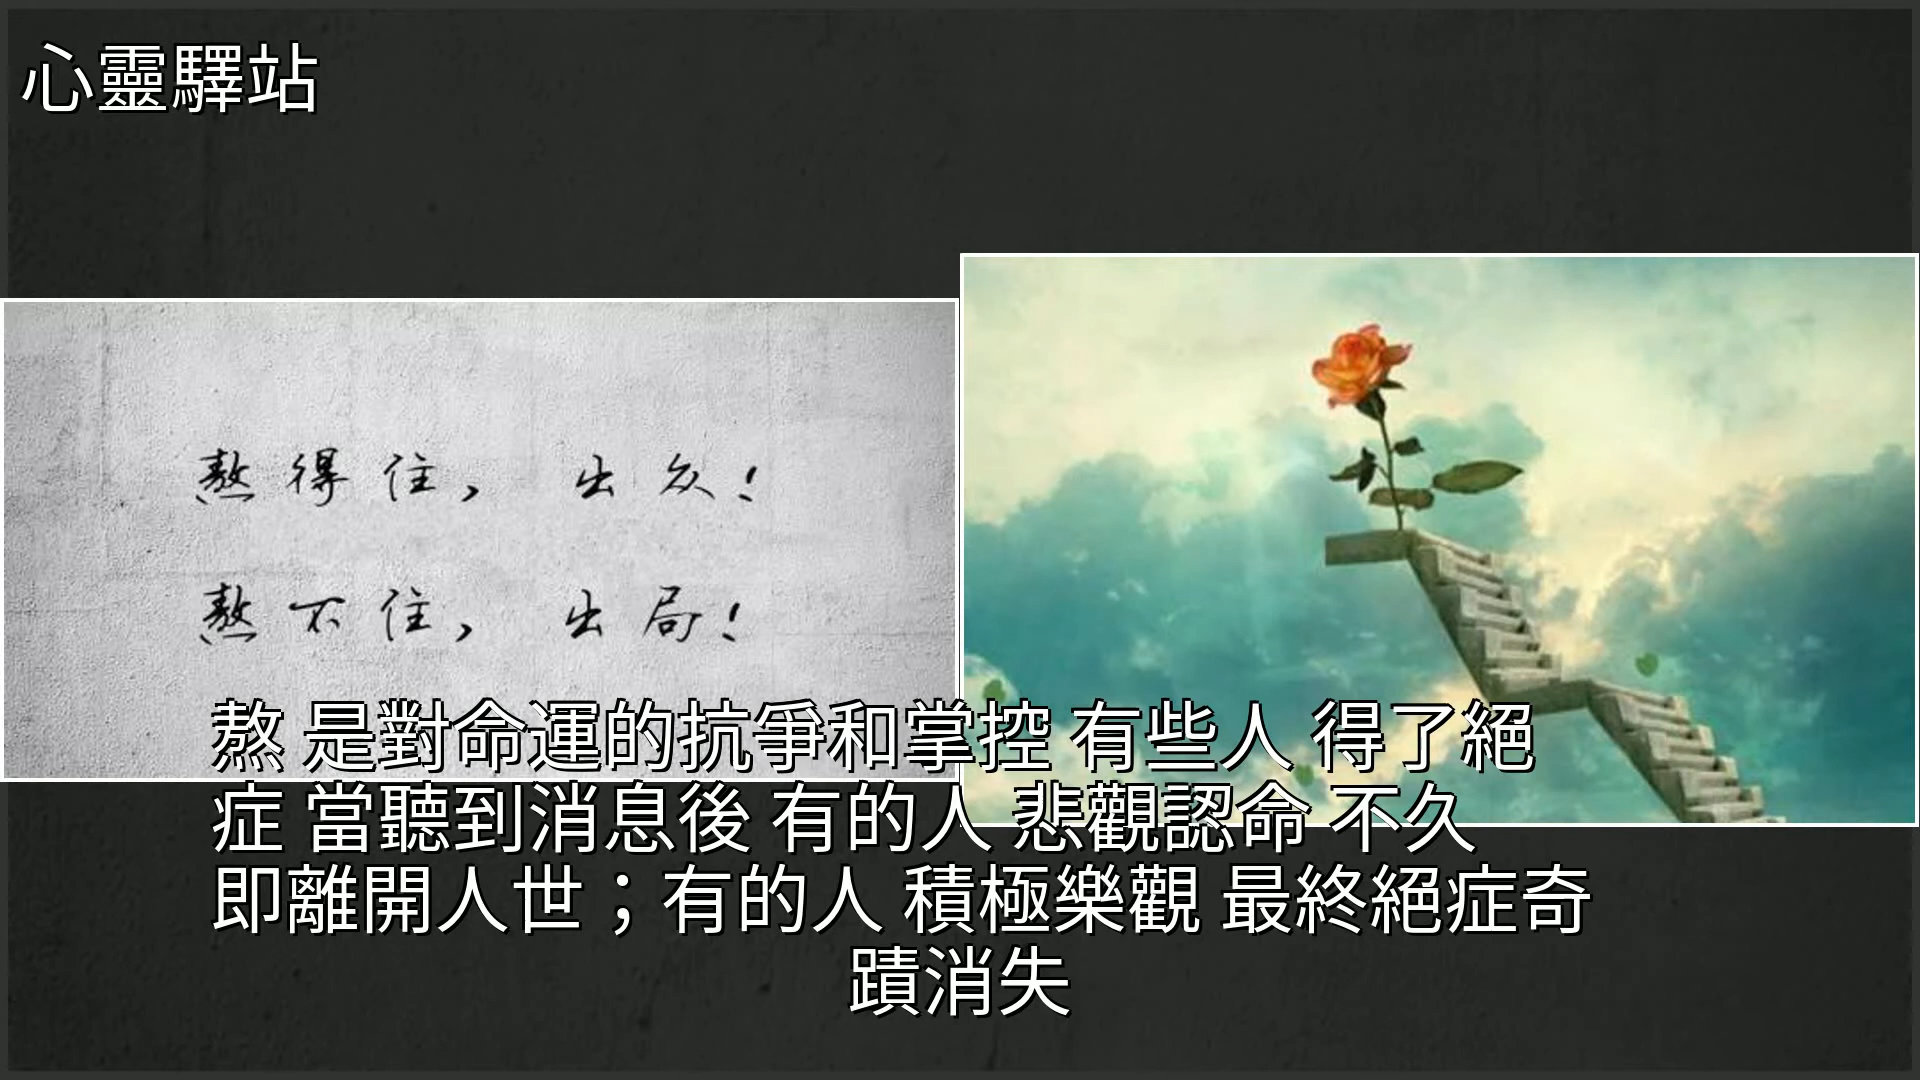 心靈驛站
熬得住，出众！
熬不住，出局！
熬 是對命運的抗爭和掌控 有些人 得了絕
症 當聽到消息後 有的人 悲觀認命 不久
即離開人世；有的人 積極樂觀 最終絕症奇
蹟消失